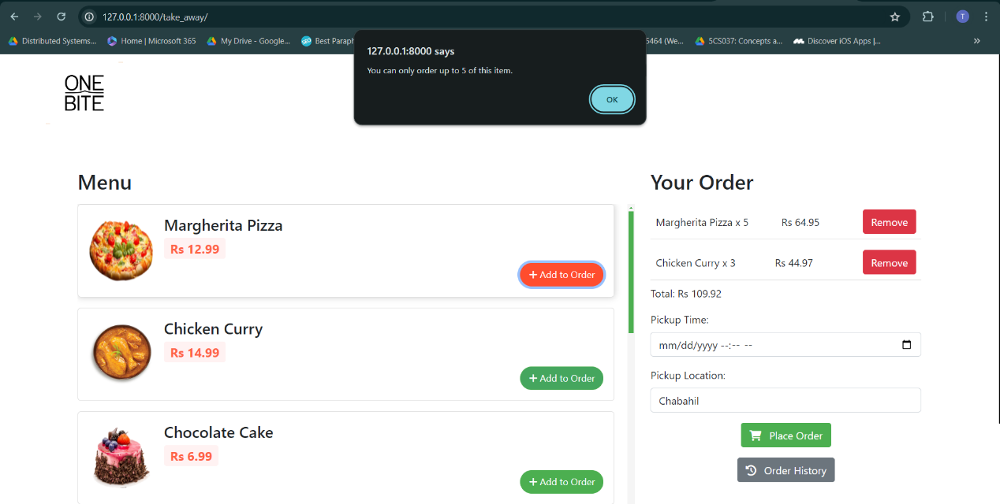 127.0.0.1:8000/take_away/
T
Distributed Systems...
Home | Microsoft 365
My Drive - Google...
Best Paraph
5464 (We...
5CS037: Concepts a...
Discover iOS Apps |...
127.0.0.1:8000 says
You can only order up to 5 of this item.
OK
ONE
BITE
Menu
Margherita Pizza
Rs 12.99
+ Add to Order
Chicken Curry
Rs 14.99
+ Add to Order
Chocolate Cake
Rs 6.99
+ Add to Order
Your Order
Margherita Pizza x 5 Rs 64.95 Remove
Chicken Curry x 3 Rs 44.97 Remove
Total: Rs 109.92
Pickup Time:
mm/dd/yyyy --:-- --
Pickup Location:
Chabahil
Place Order
Order History